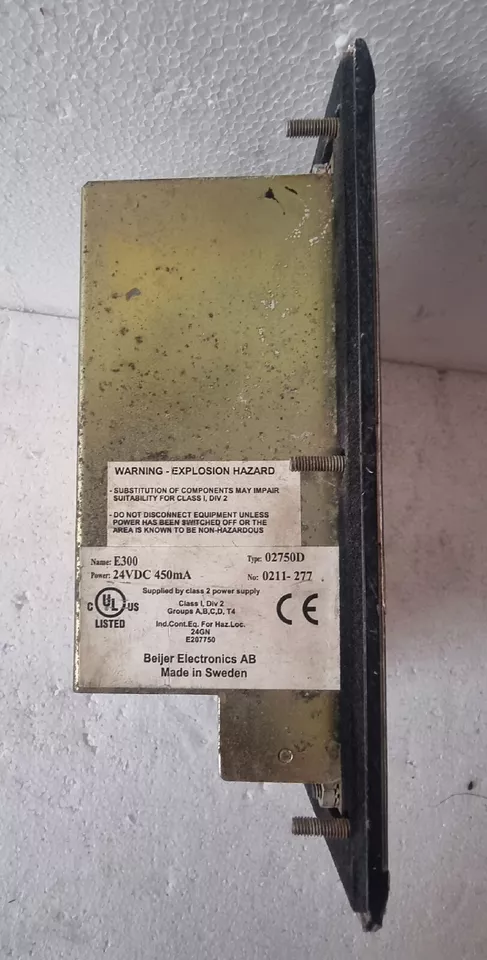 WARNING - EXPLOSION HAZARD
- SUBSTITUTION OF COMPONENTS MAY IMPAIR
SUITABILITY FOR CLASS I, DIV 2
- DO NOT DISCONNECT EQUIPMENT UNLESS
POWER HAS BEEN SWITCHED OFF OR THE
AREA IS KNOWN TO BE NON-HAZARDOUS
Name: E300 Type: 02750D
Power: 24VDC 450mA No: 0211- 277
Supplied by class 2 power supply
C UL US
LISTED
Class I, Div 2
Groups A,B,C,D, T4
Ind.Cont.Eq. For Haz.Loc.
24GN
E207750
CE
Beijer Electronics AB
Made in Sweden